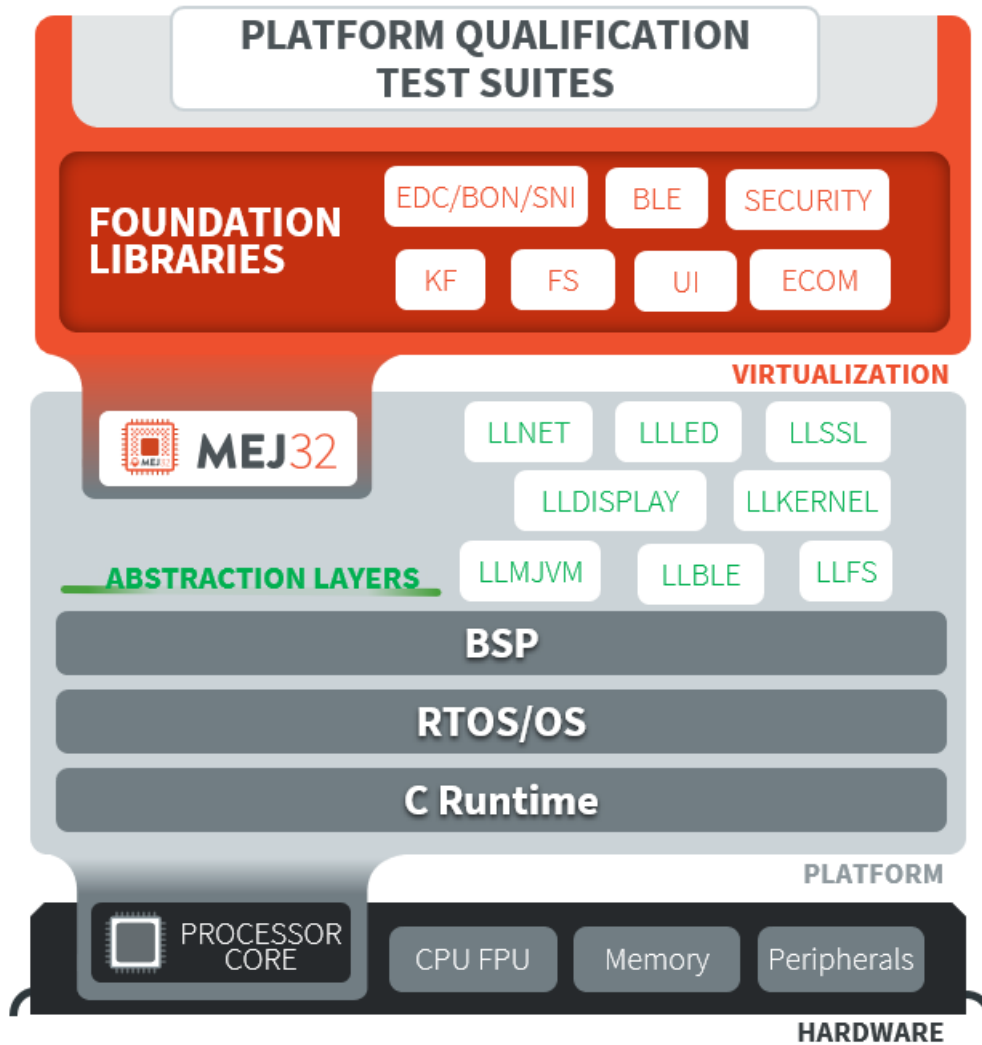 PLATFORM QUALIFICATION
TEST SUITES
FOUNDATION
LIBRARIES
EDC/BON/SNI
BLE
SECURITY
KF
FS
UI
ECOM
VIRTUALIZATION
MEJ32
MEJ32
LLNET
LLLED
LLSSL
LLDISPLAY
LLKERNEL
ABSTRACTION LAYERS
LLMJVM
LLBLE
LLFS
BSP
RTOS/OS
C Runtime
PLATFORM
PROCESSOR
CORE
CPU FPU
Memory
Peripherals
HARDWARE